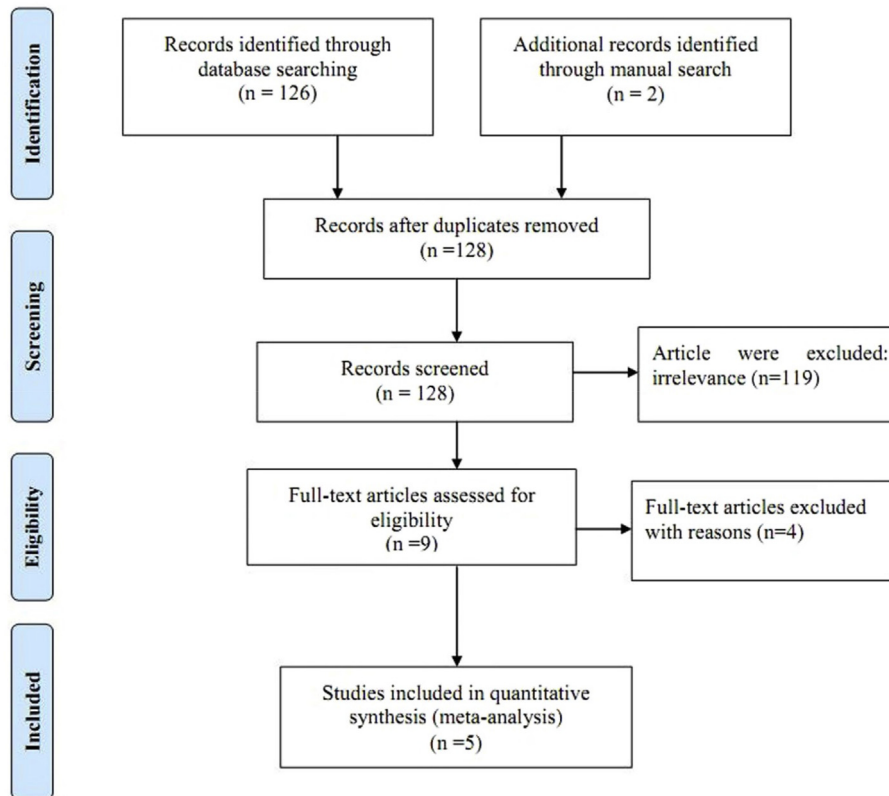 Identification
Records identified through
database searching
(n = 126)
Additional records identified
through manual search
(n = 2)
Records after duplicates removed
(n =128)
Screening
Records screened
(n = 128)
Article were excluded:
irrelevance (n=119)
Eligibility
Full-text articles assessed for
eligibility
(n =9)
Full-text articles excluded
with reasons (n=4)
Included
Studies included in quantitative
synthesis (meta-analysis)
(n =5)